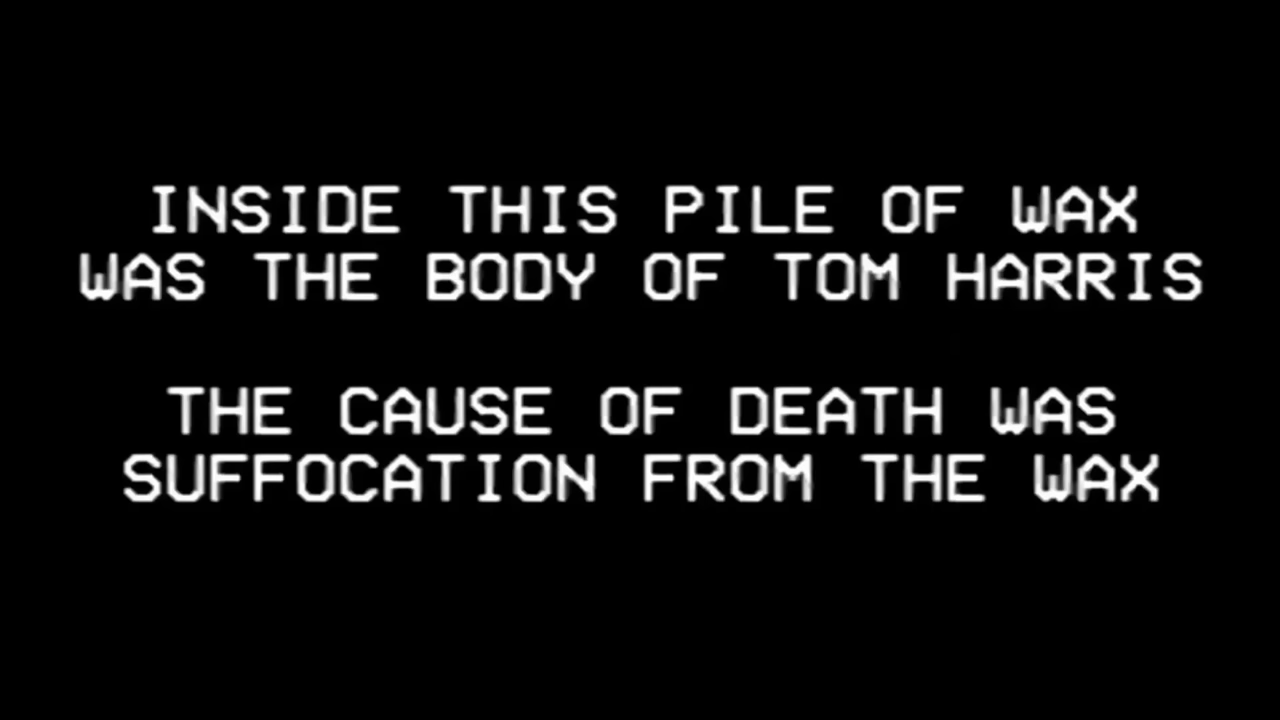 INSIDE THIS PILE OF WAX
WAS THE BODY OF TOM HARRIS
THE CAUSE OF DEATH WAS
SUFFOCATION FROM THE WAX